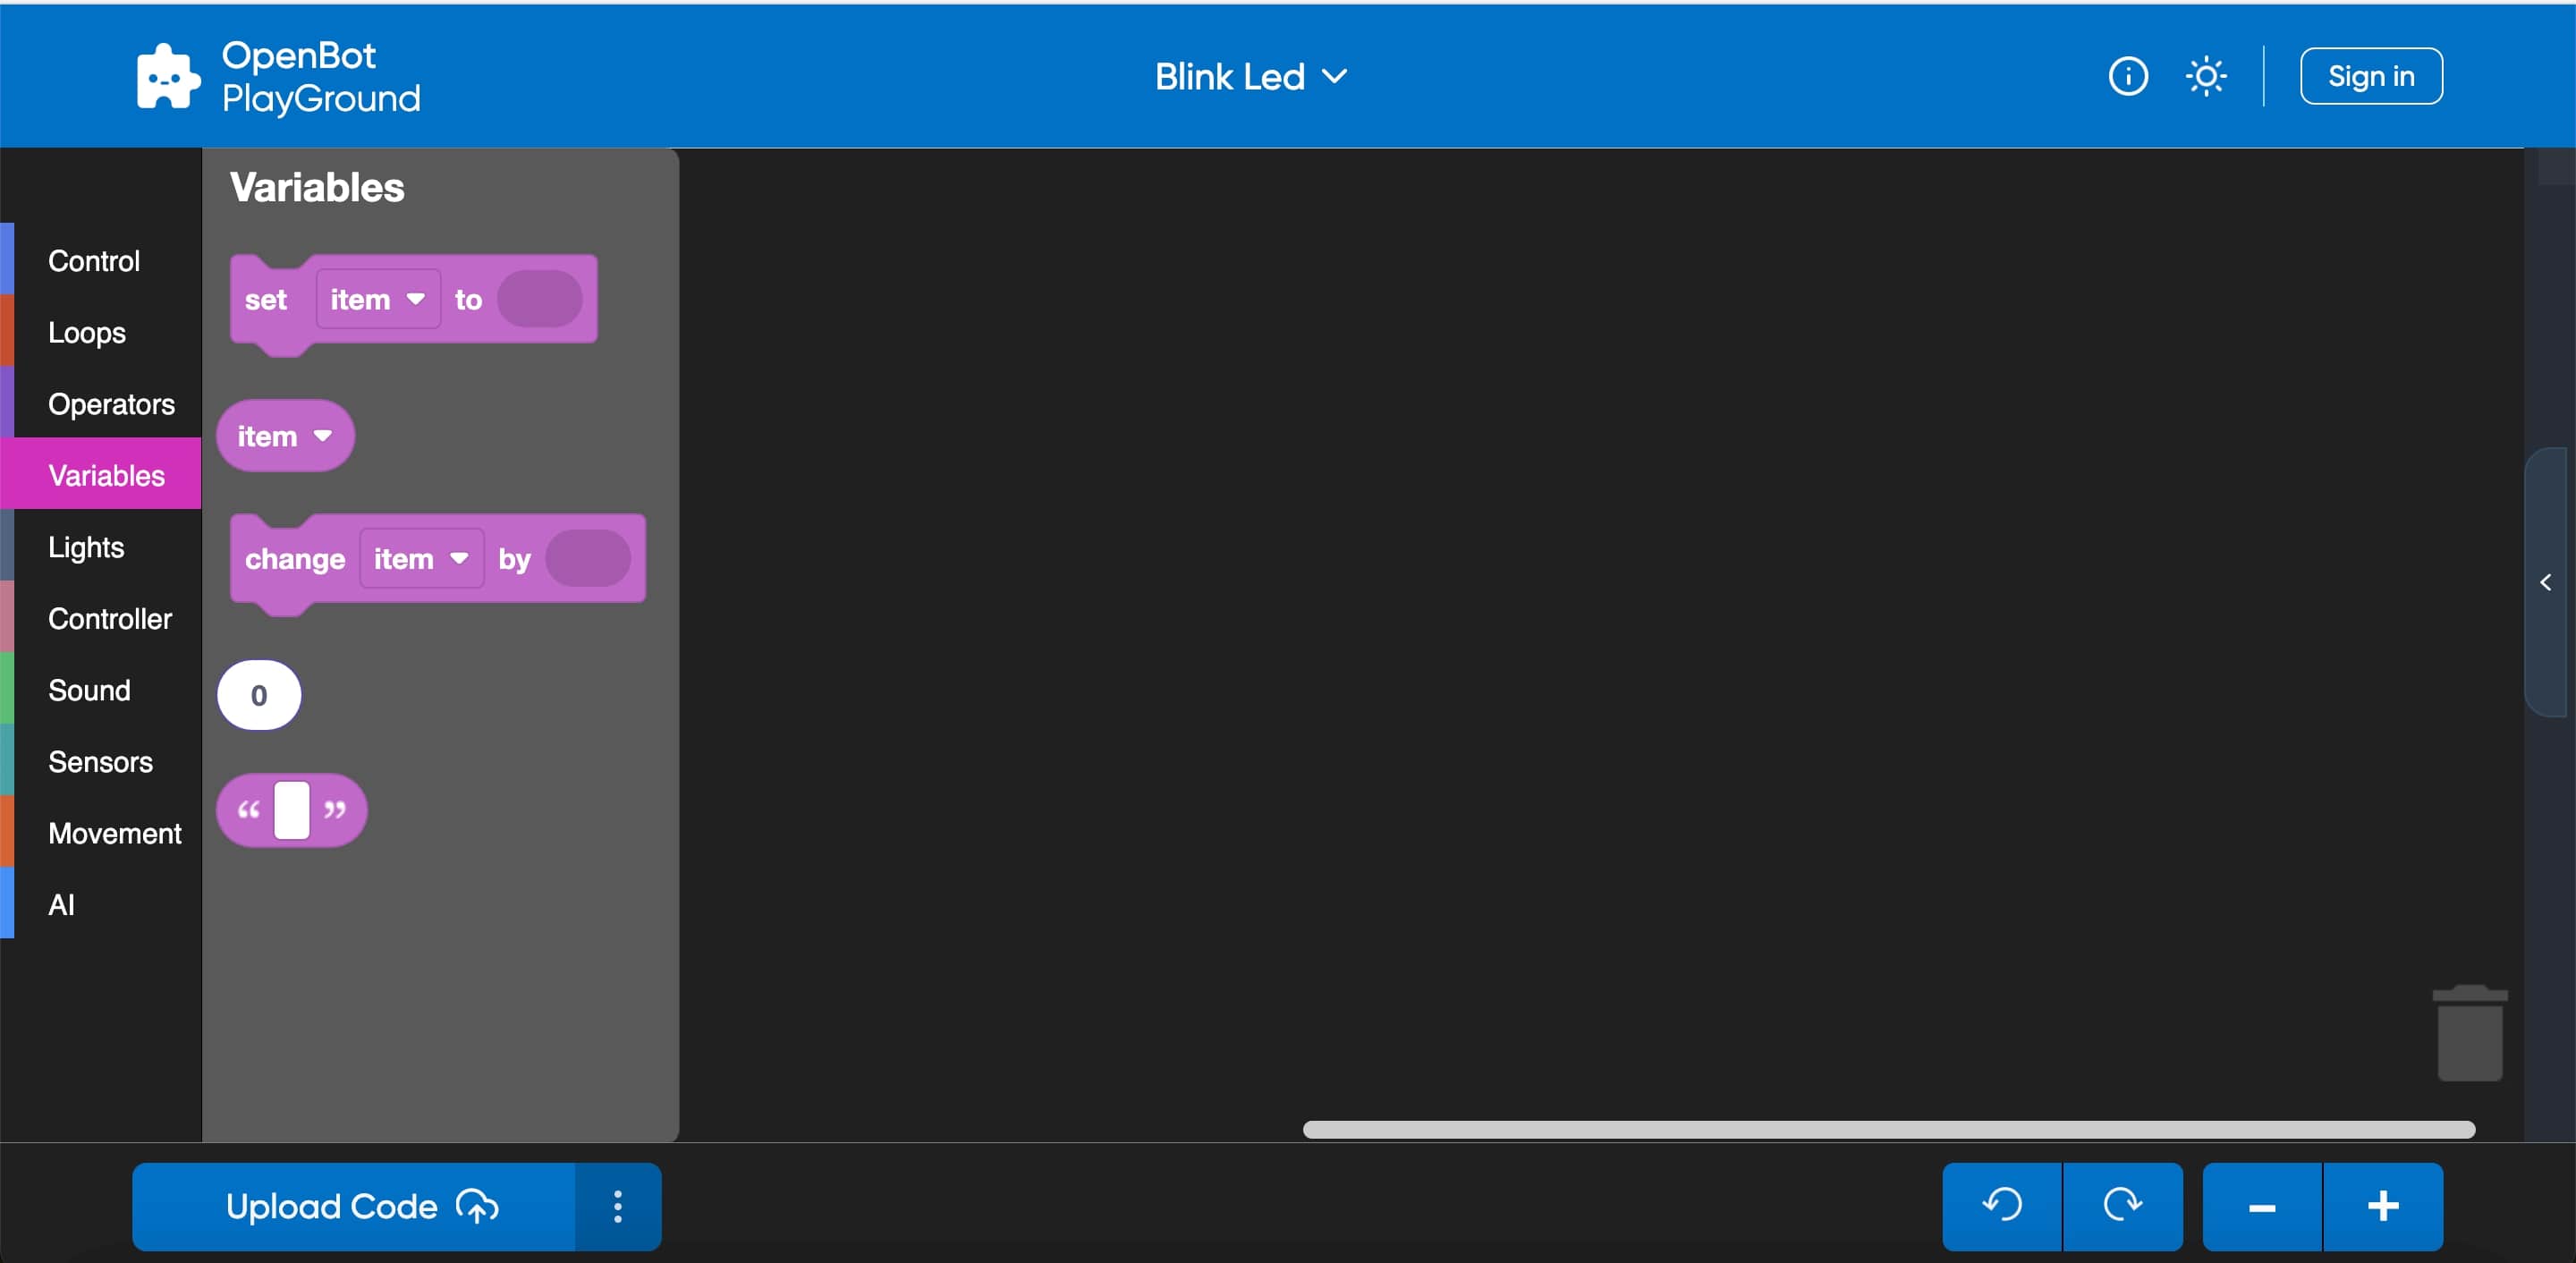 OpenBot
PlayGround
Blink Led
Sign in
Control
Loops
Operators
Variables
Lights
Controller
Sound
Sensors
Movement
AI
Variables
set item to
item
change item by
0
“ ”
Upload Code